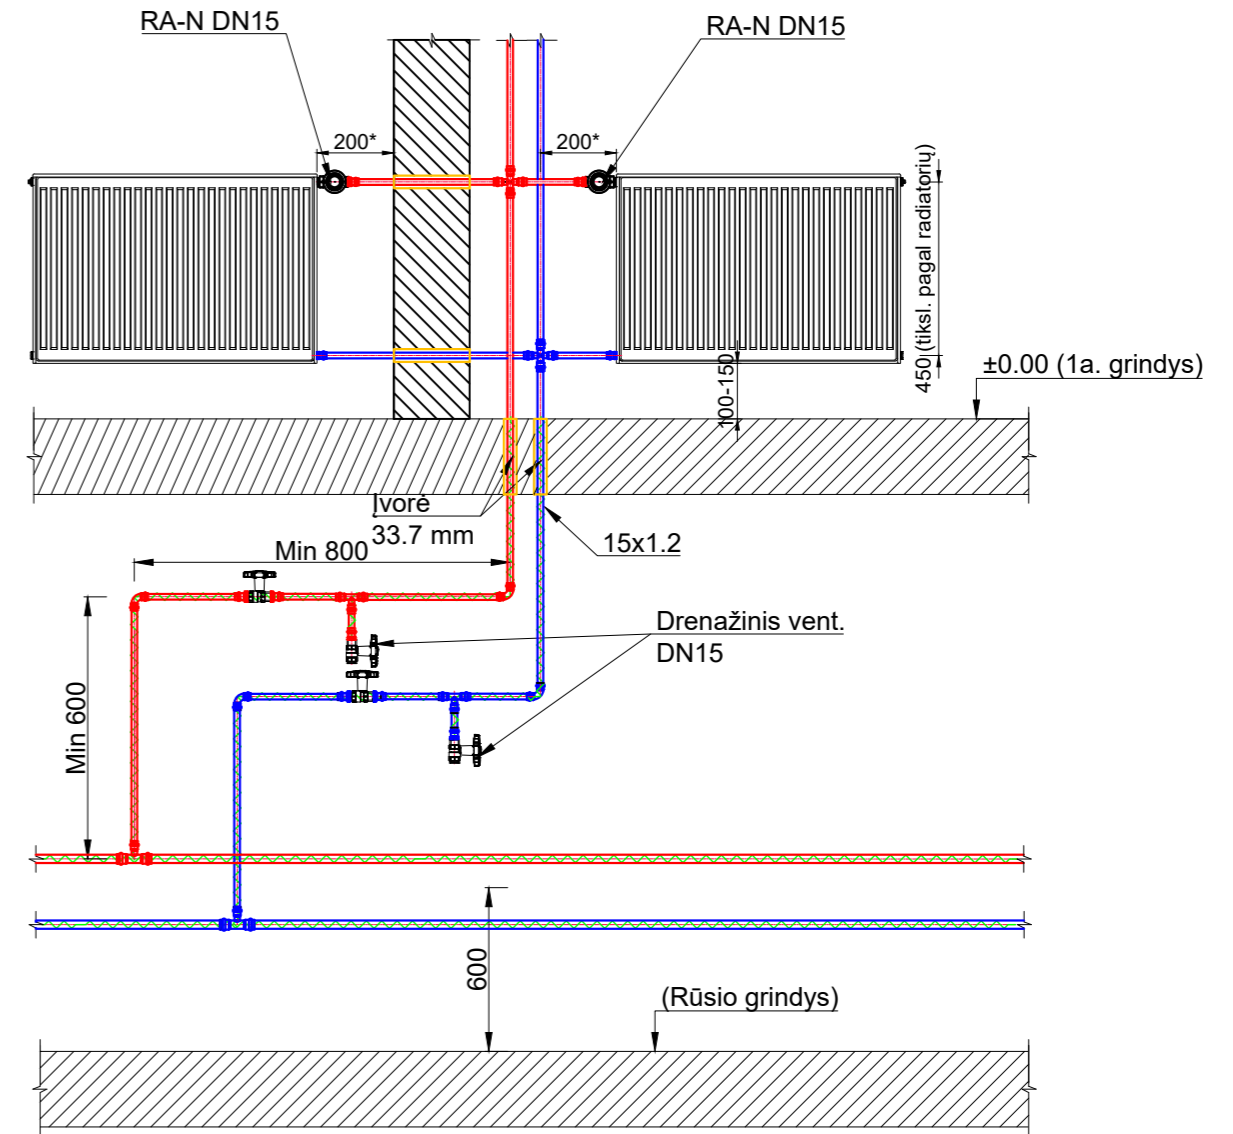 RA-N DN15
RA-N DN15
200*
200*
450 (tiksl. pagal radiatorių)
100-150
±0.00 (1a. grindys)
Įvorė
33.7 mm
15x1.2
Min 800
Drenažinis vent.
DN15
Min 600
600
(Rūsio grindys)